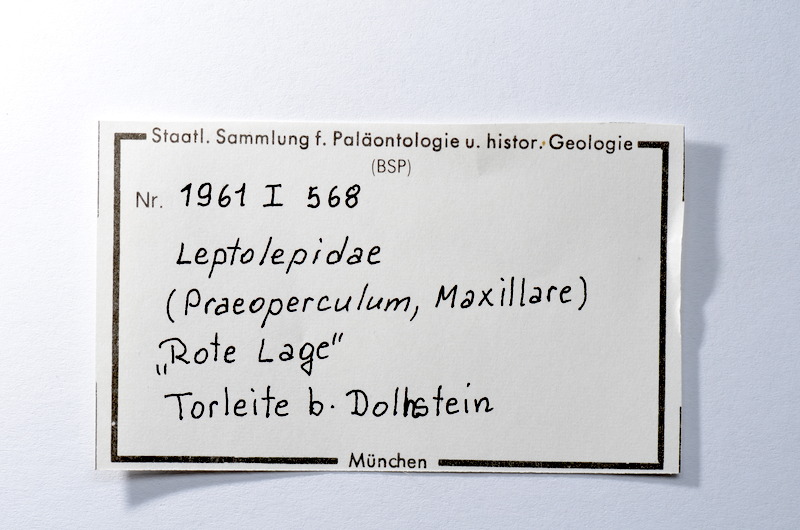 Staatl. Sammlung f. Paläontologie u. histor. Geologie
(BSP)
Nr. 1961 I 568
Leptolepidae
(Praeoperculum, Maxillare)
„Rote Lage"
Torleite b. Dollnstein
München